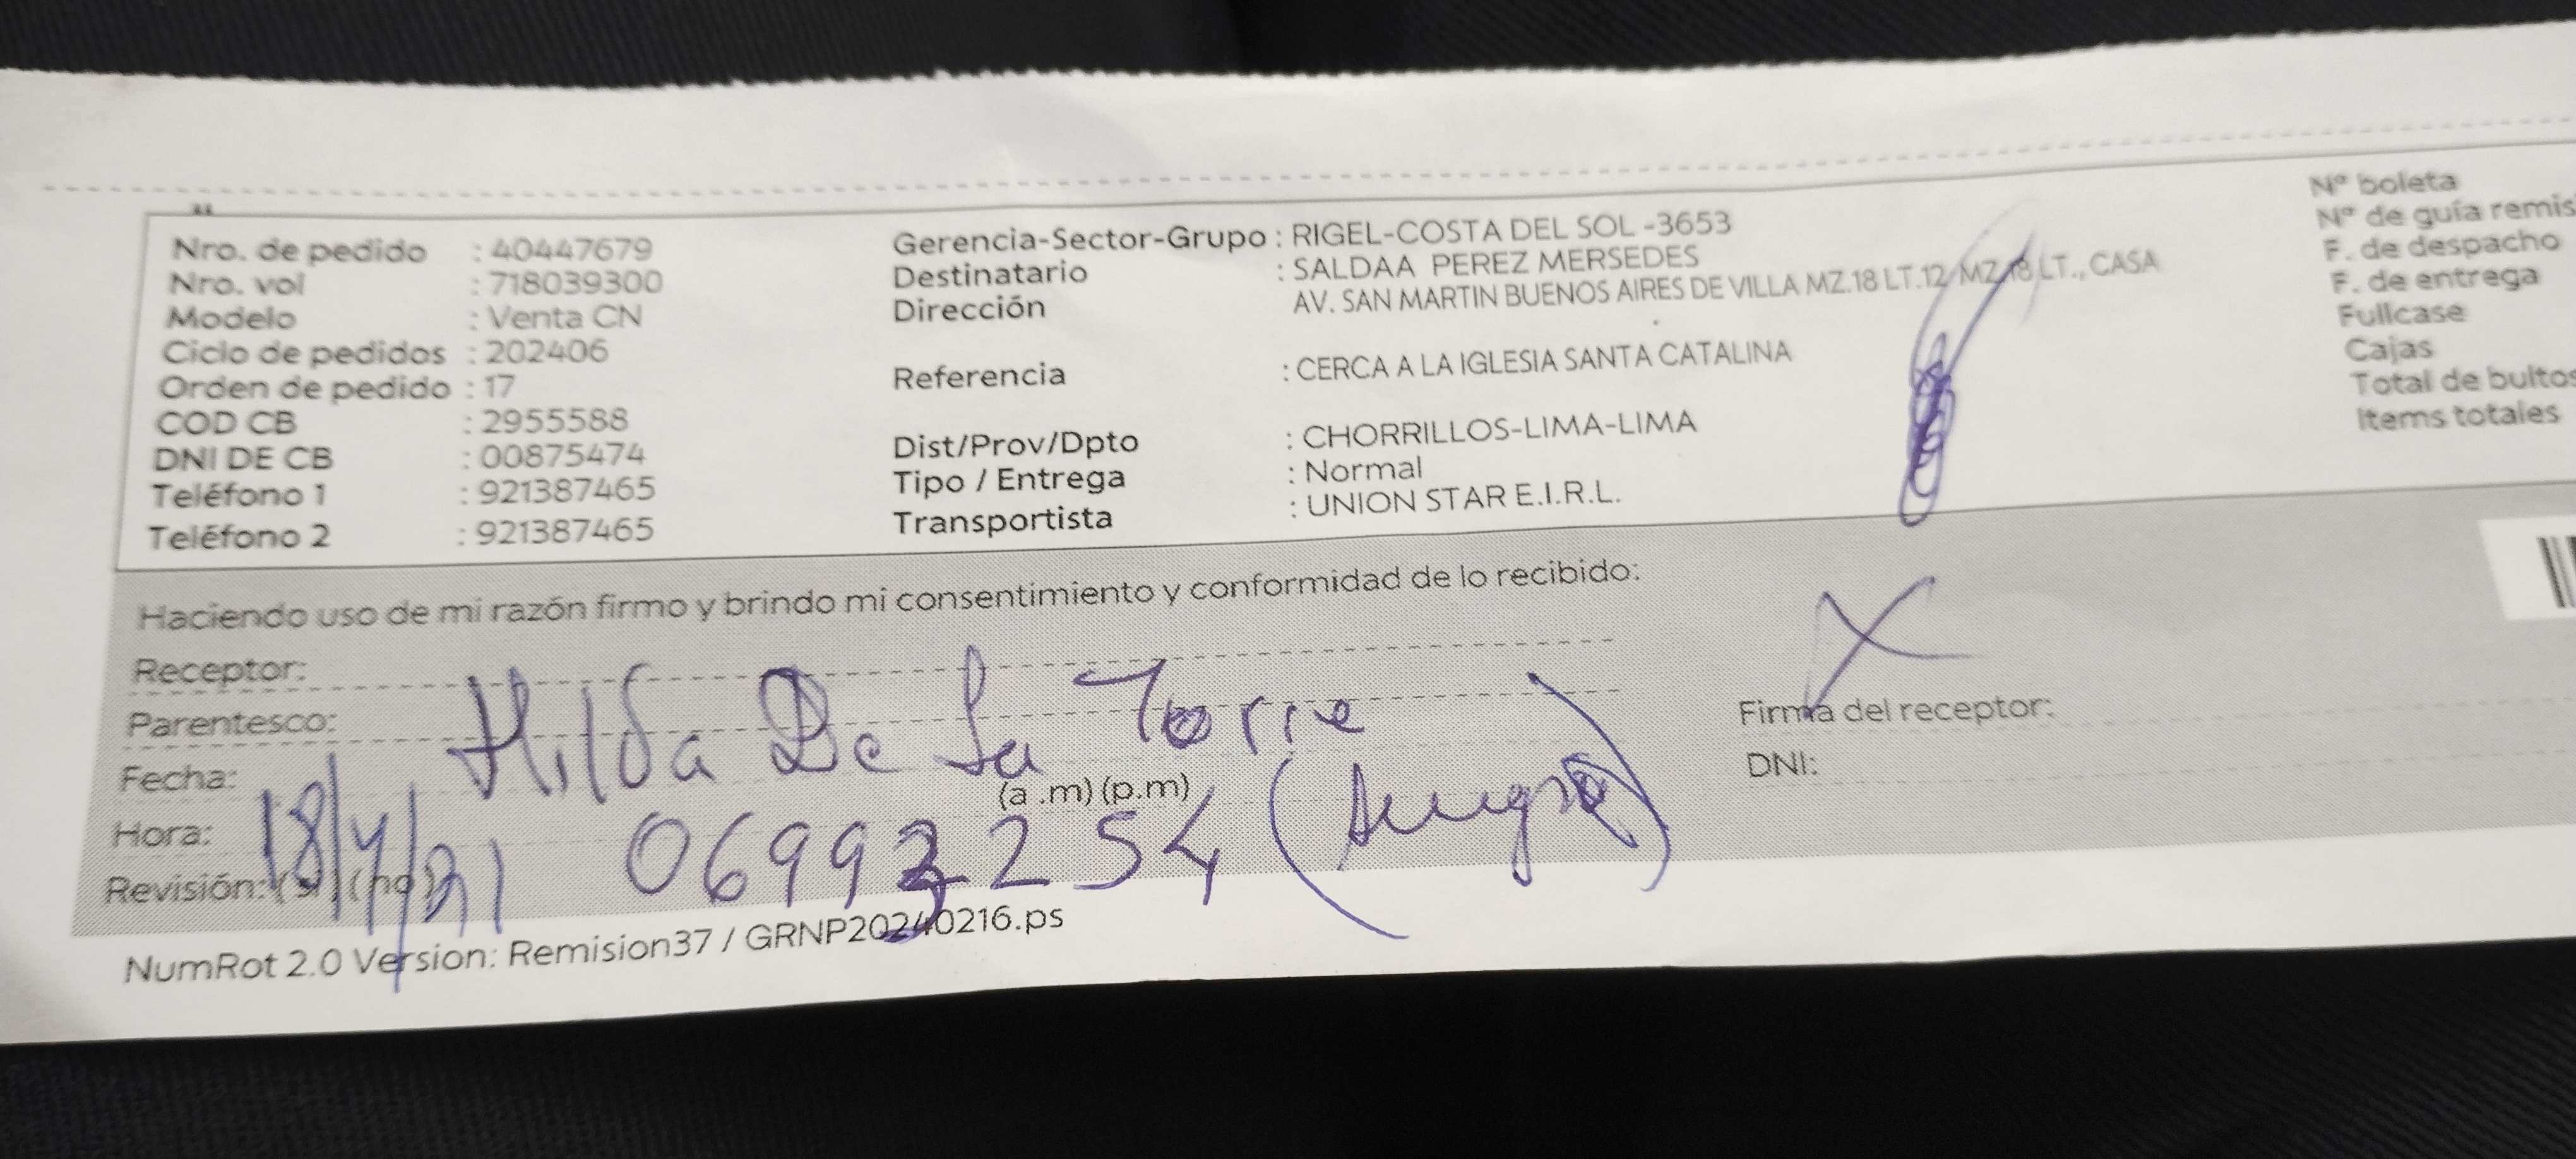 Nro. de pedido : 40447679
Nro. vol : 718039300
Modelo : Venta CN
Ciclo de pedidos : 202406
Orden de pedido : 17
COD CB : 2955588
DNI DE CB : 00875474
Teléfono 1 : 921387465
Teléfono 2 : 921387465
Gerencia-Sector-Grupo : RIGEL-COSTA DEL SOL -3653
Destinatario : SALDAA PEREZ MERSEDES
Dirección AV. SAN MARTIN BUENOS AIRES DE VILLA MZ.18 LT.12 MZ.18 LT., CASA
Referencia : CERCA A LA IGLESIA SANTA CATALINA
Dist/Prov/Dpto : CHORRILLOS-LIMA-LIMA
Tipo / Entrega : Normal
Transportista : UNION STAR E.I.R.L.
Nº boleta
Nº de guía remis
F. de despacho
F. de entrega
Fullcase
Cajas
Total de bultos
Items totales
Haciendo uso de mi razón firmo y brindo mi consentimiento y conformidad de lo recibido:
Receptor:
Parentesco: Hilda De La Torre
Fecha:
(a .m) (p.m)
Hora: 06993254
Revisión: (si) (no)
Firma del receptor:
DNI:
NumRot 2.0 Version: Remision37 / GRNP20240216.ps